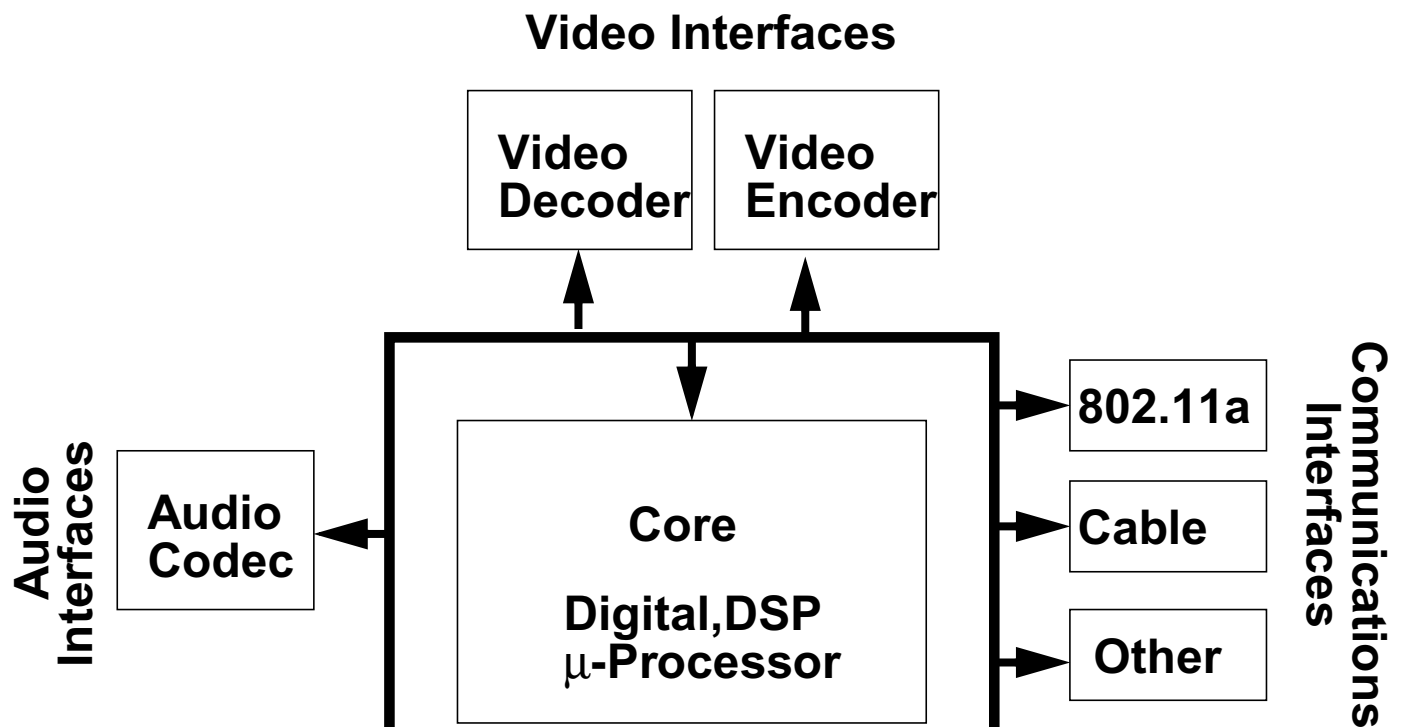 Video Interfaces
Video
Decoder
Video
Encoder
Audio
Interfaces
Audio
Codec
Core
Digital,DSP
μ-Processor
802.11a
Cable
Other
Communications
Interfaces